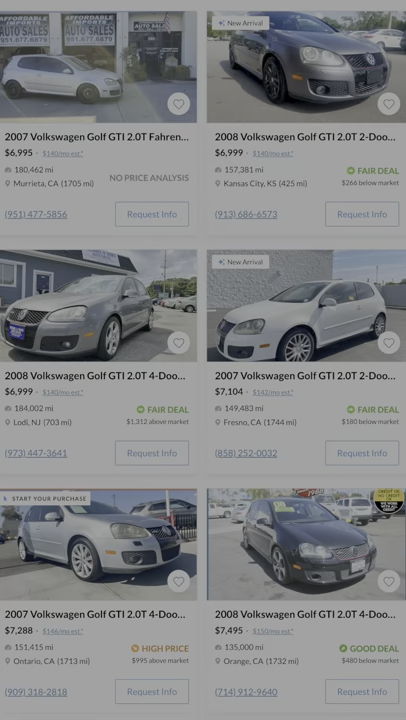 AFFORDABLE
IMPORTS
AUTO SALES
951.677.6879
AFFORDABLE
IMPORTS
AUTO SALES
951.677.6879
AUTO SALES
2007 Volkswagen Golf GTI 2.0T Fahren...
$6,995 · $140/mo est.*
180,462 mi
Murrieta, CA (1705 mi)
NO PRICE ANALYSIS
(951) 477-5856
Request Info
New Arrival
2008 Volkswagen Golf GTI 2.0T 2-Doo...
$6,999 · $140/mo est.*
157,381 mi
FAIR DEAL
Kansas City, KS (425 mi)
$266 below market
(913) 686-6573
Request Info
2008 Volkswagen Golf GTI 2.0T 4-Doo...
$6,999 · $140/mo est.*
184,002 mi
FAIR DEAL
Lodi, NJ (703 mi)
$1,312 above market
(973) 447-3641
Request Info
New Arrival
2007 Volkswagen Golf GTI 2.0T 2-Doo...
$7,104 · $142/mo est.*
149,483 mi
FAIR DEAL
Fresno, CA (1744 mi)
$180 below market
(858) 252-0032
Request Info
START YOUR PURCHASE
2007 Volkswagen Golf GTI 2.0T 4-Doo...
$7,288 · $146/mo est.*
151,415 mi
HIGH PRICE
Ontario, CA (1713 mi)
$995 above market
(909) 318-2818
Request Info
2008 Volkswagen Golf GTI 2.0T 4-Doo...
$7,495 · $150/mo est.*
135,000 mi
GOOD DEAL
Orange, CA (1732 mi)
$480 below market
(714) 912-9640
Request Info